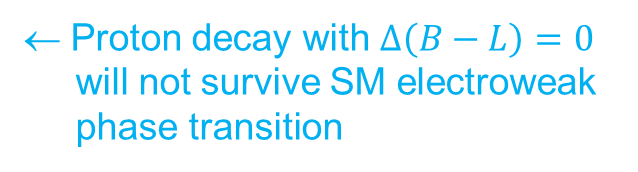 ← Proton decay with Δ(B − L) = 0
will not survive SM electroweak
phase transition